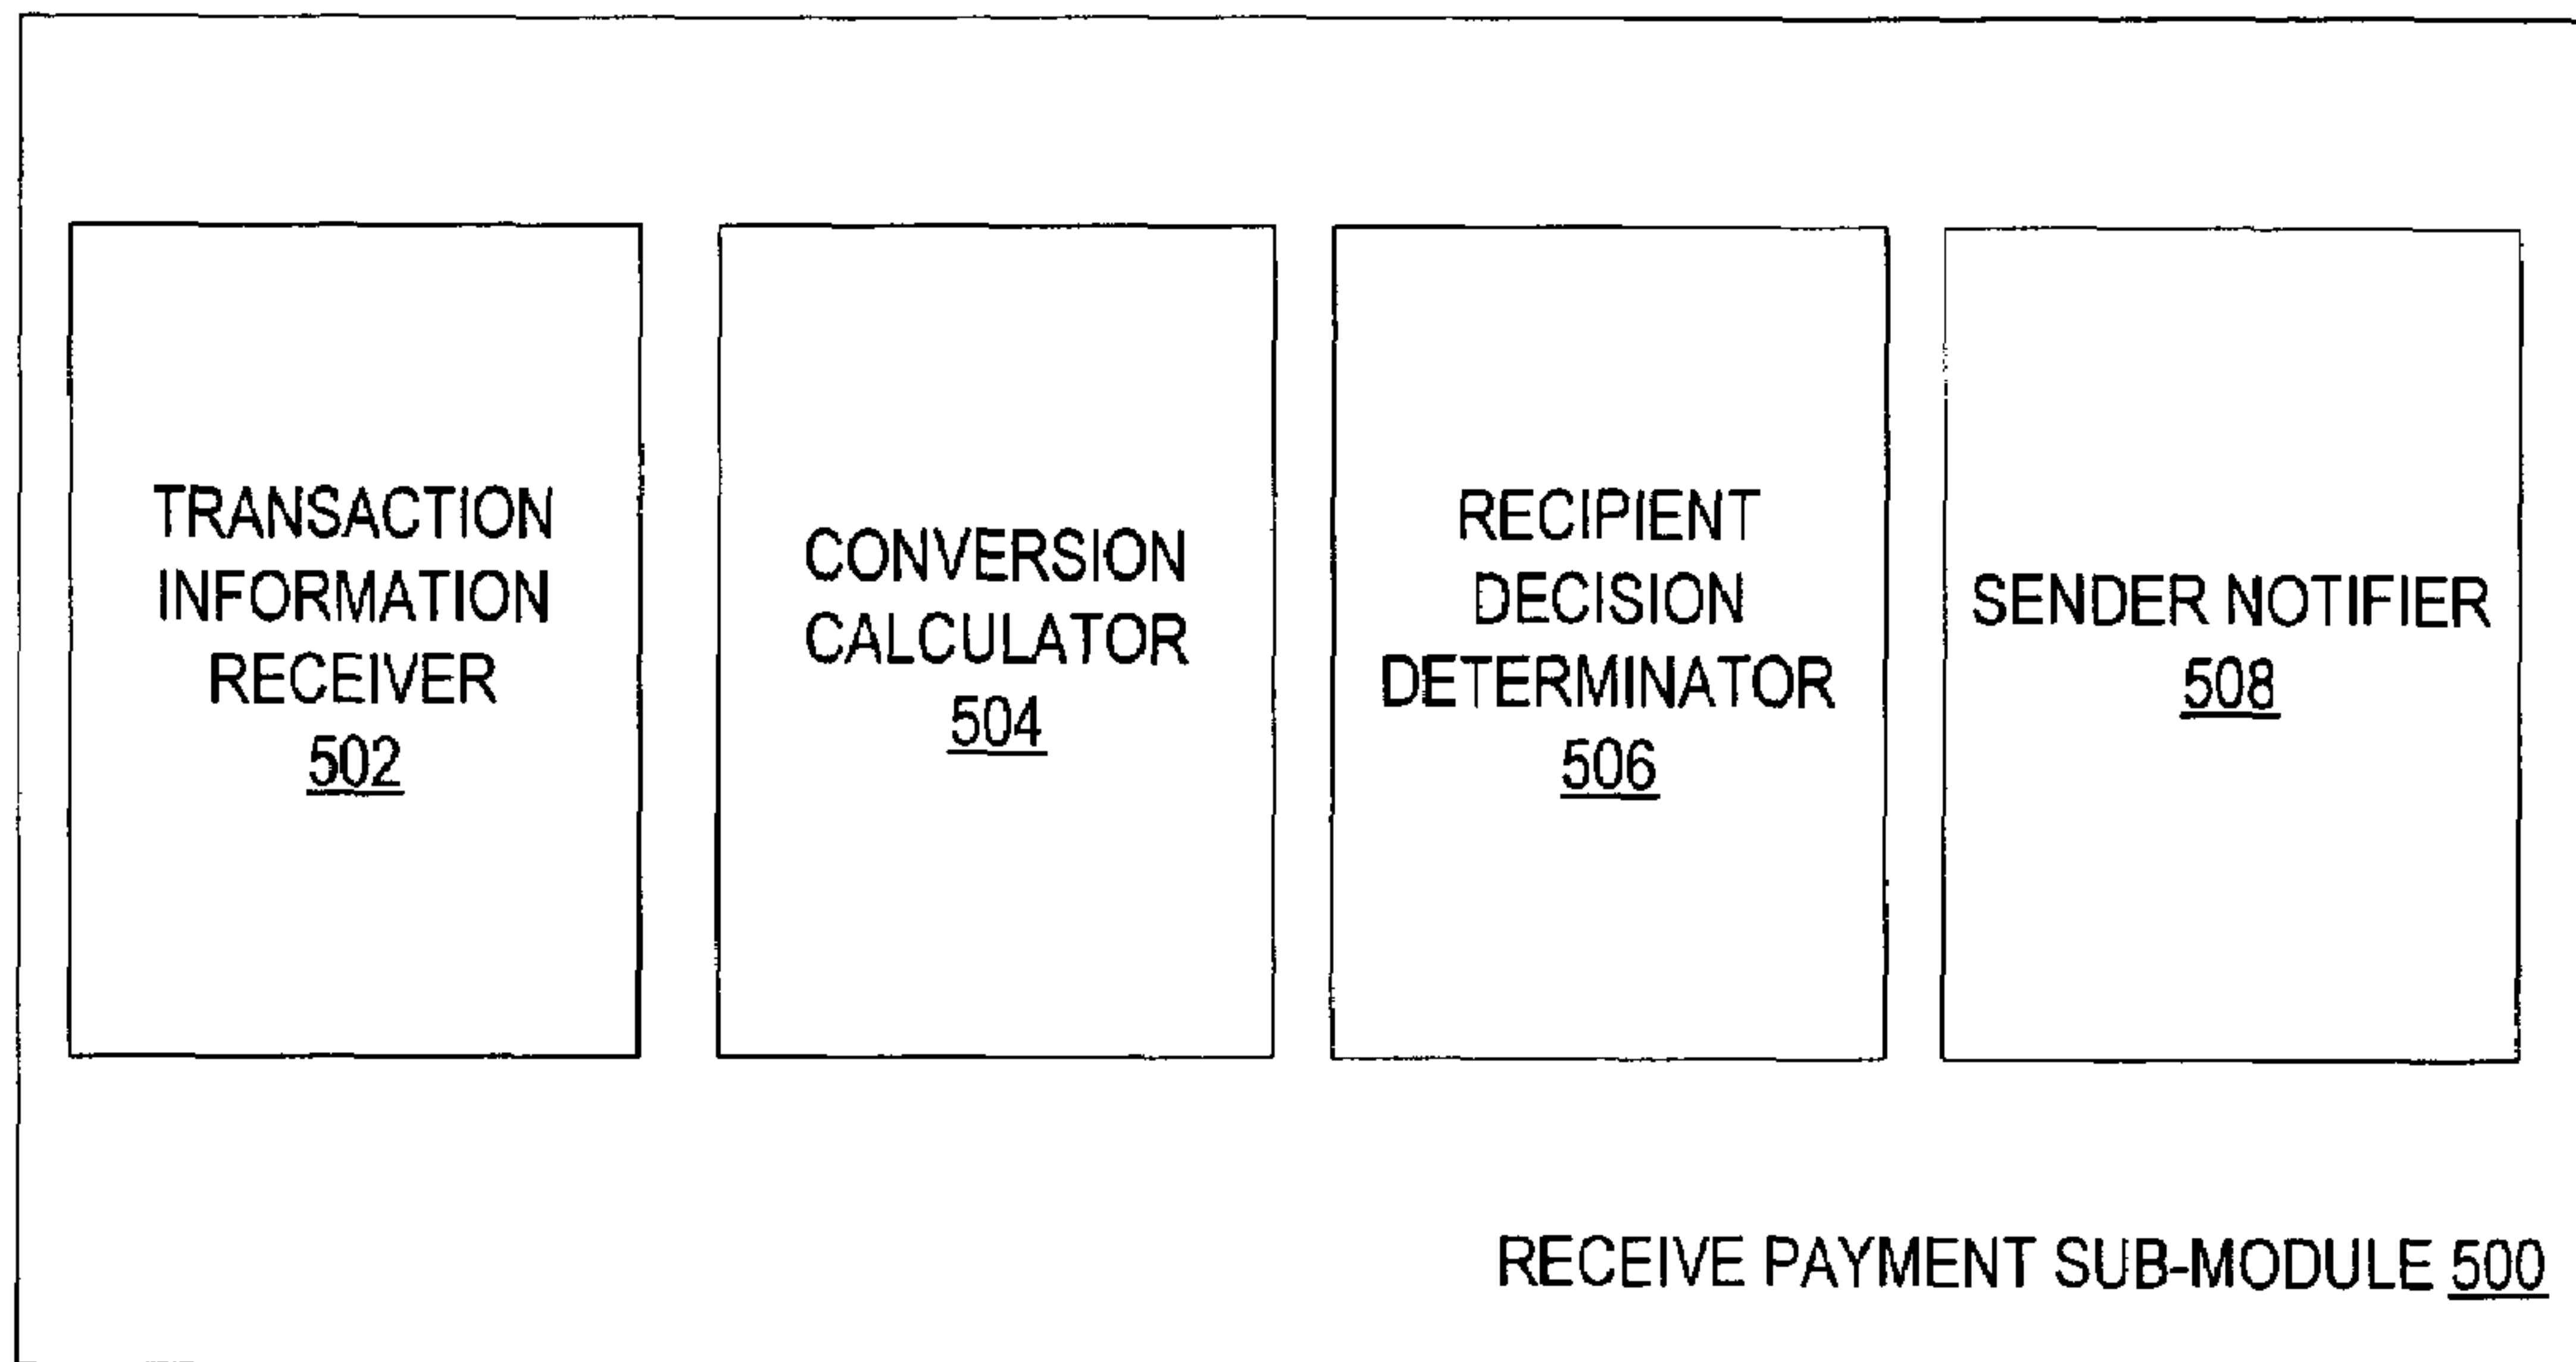 TRANSACTION
INFORMATION
RECEIVER
502
CONVERSION
CALCULATOR
504
RECIPIENT
DECISION
DETERMINATOR
506
SENDER NOTIFIER
508
RECEIVE PAYMENT SUB-MODULE 500